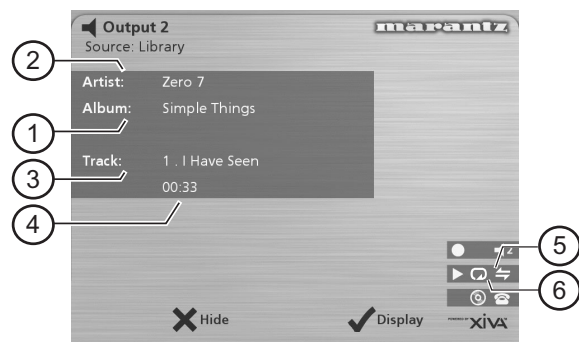 Output 2
marantz
Source: Library
2
Artist: Zero 7
Album: Simple Things
1
Track: 1 . I Have Seen
3
00:33
4
5
6
Hide
Display
XiVA